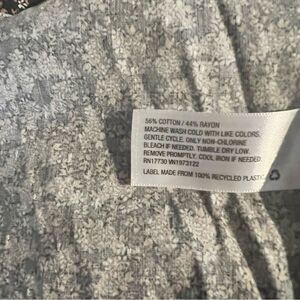 56% COTTON / 44% RAYON
MACHINE WASH COLD WITH LIKE COLORS.
GENTLE CYCLE. ONLY NON-CHLORINE
BLEACH IF NEEDED. TUMBLE DRY LOW.
REMOVE PROMPTLY. COOL IRON IF NEEDED.
RN17730 VN1973122
LABEL MADE FROM 100% RECYCLED PLASTIC